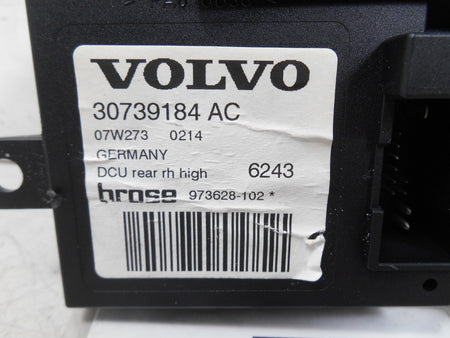 VOLVO
30739184 AC
07W273 0214
GERMANY
DCU rear rh high 6243
brose 973628-102 *